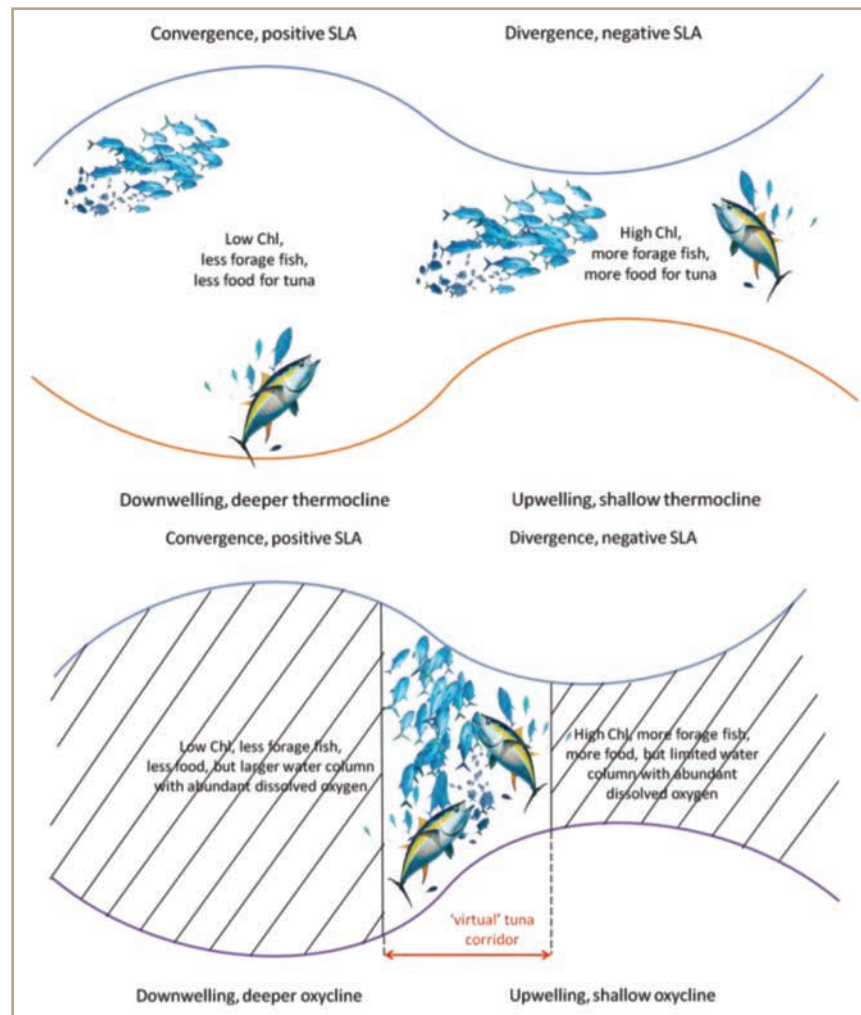 Convergence, positive SLA
Divergence, negative SLA
Low Chl,
less forage fish,
less food for tuna
High Chl,
more forage fish,
more food for tuna
Downwelling, deeper thermocline
Upwelling, shallow thermocline
Convergence, positive SLA
Divergence, negative SLA
Low Chl, less forage fish,
less food, but larger water column
with abundant dissolved oxygen
High Chl, more forage fish,
more food, but limited water
column with abundant
dissolved oxygen
'virtual' tuna
corridor
Downwelling, deeper oxycline
Upwelling, shallow oxycline